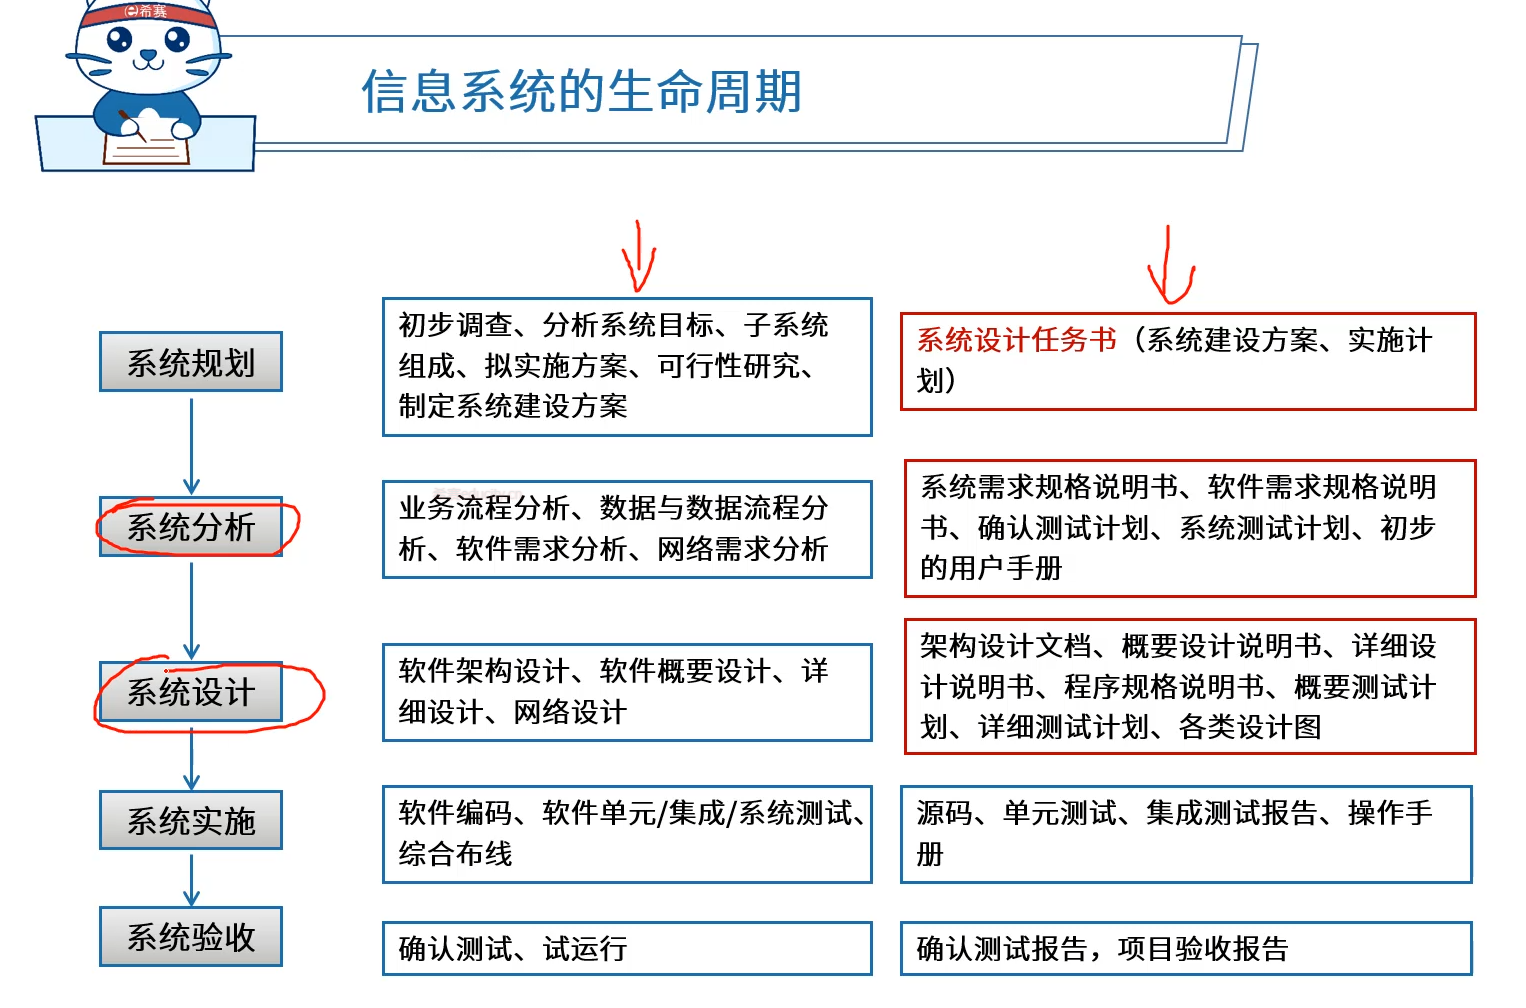 希赛
信息系统的生命周期
系统规划
初步调查、分析系统目标、子系统
组成、拟实施方案、可行性研究、
制定系统建设方案
系统设计任务书（系统建设方案、实施计
划）
系统分析
业务流程分析、数据与数据流程分
析、软件需求分析、网络需求分析
系统需求规格说明书、软件需求规格说明
书、确认测试计划、系统测试计划、初步
的用户手册
系统设计
软件架构设计、软件概要设计、详
细设计、网络设计
架构设计文档、概要设计说明书、详细设
计说明书、程序规格说明书、概要测试计
划、详细测试计划、各类设计图
系统实施
软件编码、软件单元/集成/系统测试、
综合布线
源码、单元测试、集成测试报告、操作手
册
系统验收
确认测试、试运行
确认测试报告，项目验收报告